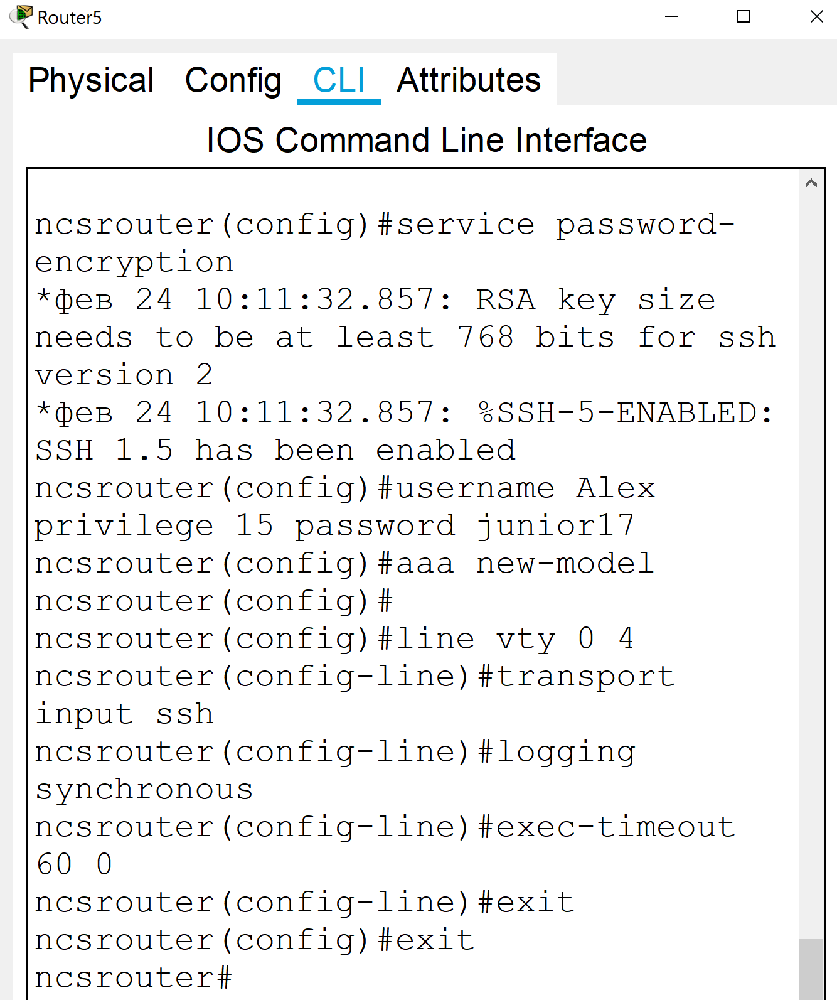 Router5
Physical Config CLI Attributes
IOS Command Line Interface
ncsrouter(config)#service password-
encryption
*фев 24 10:11:32.857: RSA key size
needs to be at least 768 bits for ssh
version 2
*фев 24 10:11:32.857: %SSH-5-ENABLED:
SSH 1.5 has been enabled
ncsrouter(config)#username Alex
privilege 15 password junior17
ncsrouter(config)#aaa new-model
ncsrouter(config)#
ncsrouter(config)#line vty 0 4
ncsrouter(config-line)#transport
input ssh
ncsrouter(config-line)#logging
synchronous
ncsrouter(config-line)#exec-timeout
60 0
ncsrouter(config-line)#exit
ncsrouter(config)#exit
ncsrouter#